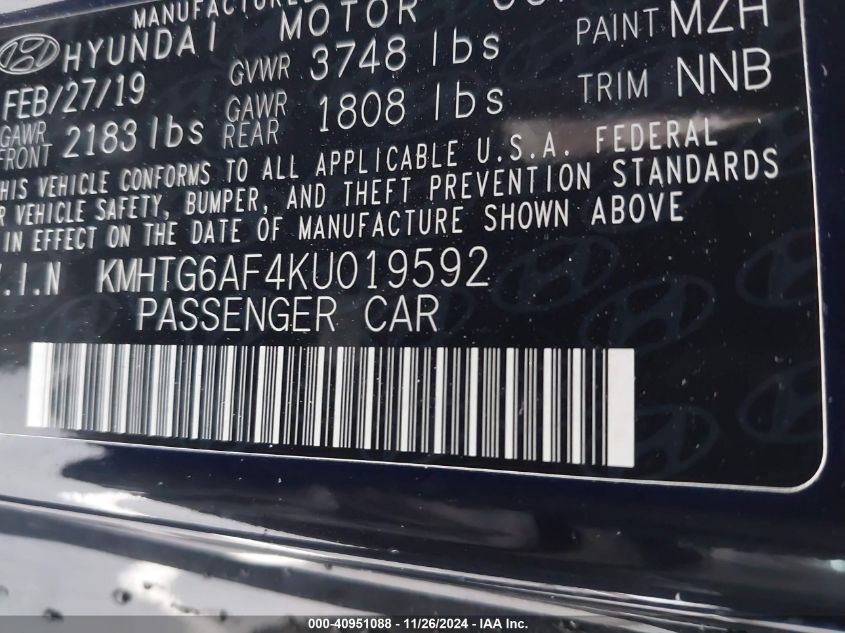 MANUFACTURED
HYUNDAI MOTOR
FEB/27/19 GVWR 3748 lbs PAINT MZH
GAWR FRONT 2183 lbs GAWR REAR 1808 lbs TRIM NNB
THIS VEHICLE CONFORMS TO ALL APPLICABLE U.S.A. FEDERAL
VEHICLE SAFETY, BUMPER, AND THEFT PREVENTION STANDARDS
IN EFFECT ON THE DATE OF MANUFACTURE SHOWN ABOVE
V.I.N KMHTG6AF4KU019592
PASSENGER CAR
000-40951088 - 11/26/2024 - IAA Inc.